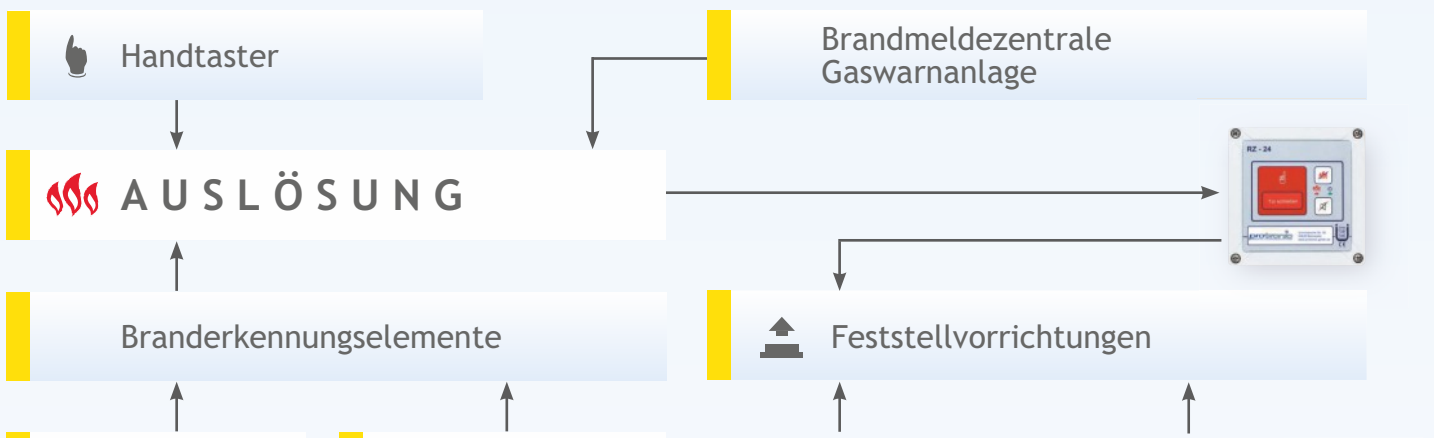 Handtaster
Brandmeldezentrale
Gaswarnanlage
AUSLÖSUNG
RZ - 24
Branderkennungselemente
Feststellvorrichtungen